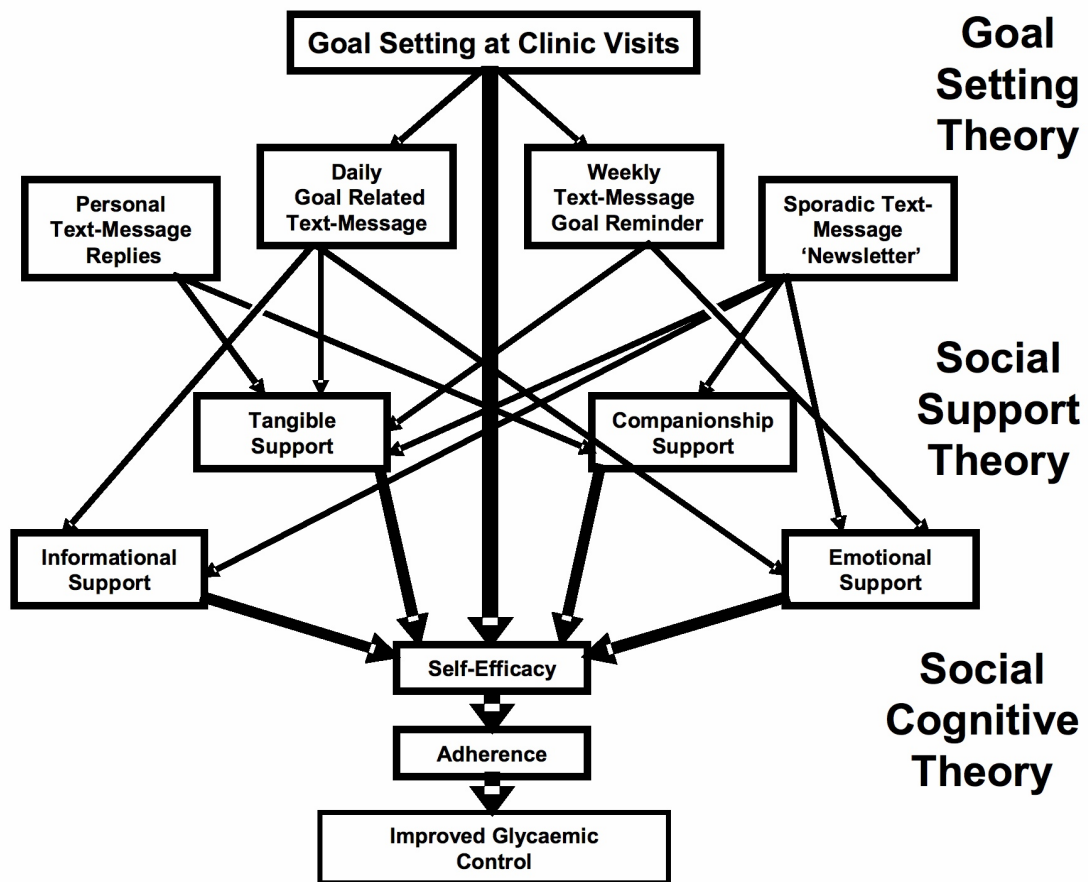 Goal Setting at Clinic Visits
Goal
Setting
Theory
Personal
Text-Message
Replies
Daily
Goal Related
Text-Message
Weekly
Text-Message
Goal Reminder
Sporadic Text-
Message
‘Newsletter’
Social
Support
Theory
Tangible
Support
Companionship
Support
Informational
Support
Emotional
Support
Self-Efficacy
Social
Cognitive
Theory
Adherence
Improved Glycaemic
Control